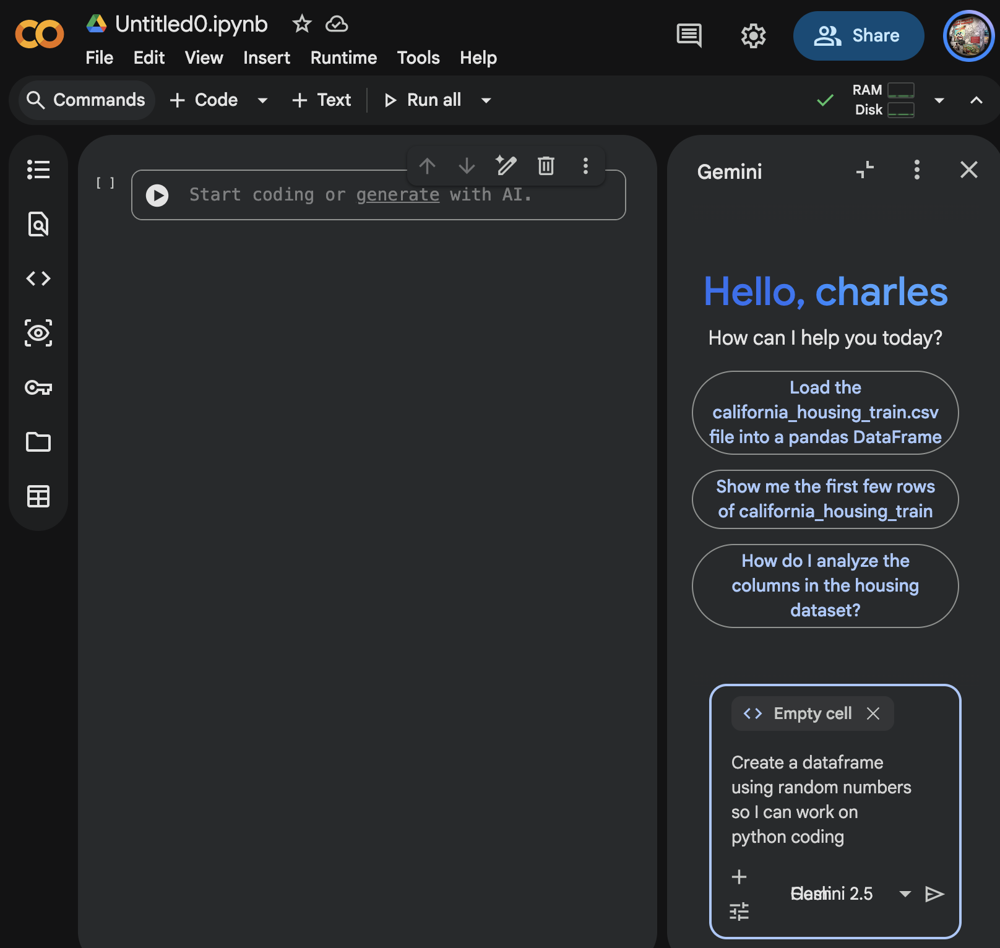 Untitled0.ipynb
File Edit View Insert Runtime Tools Help
Share
Commands + Code + Text Run all
RAM
Disk
[ ]
Start coding or generate with AI.
Gemini
Hello, charles
How can I help you today?
Load the
california_housing_train.csv
file into a pandas DataFrame
Show me the first few rows
of california_housing_train
How do I analyze the
columns in the housing
dataset?
Empty cell
Create a dataframe
using random numbers
so I can work on
python coding
Gemini 2.5
Flash